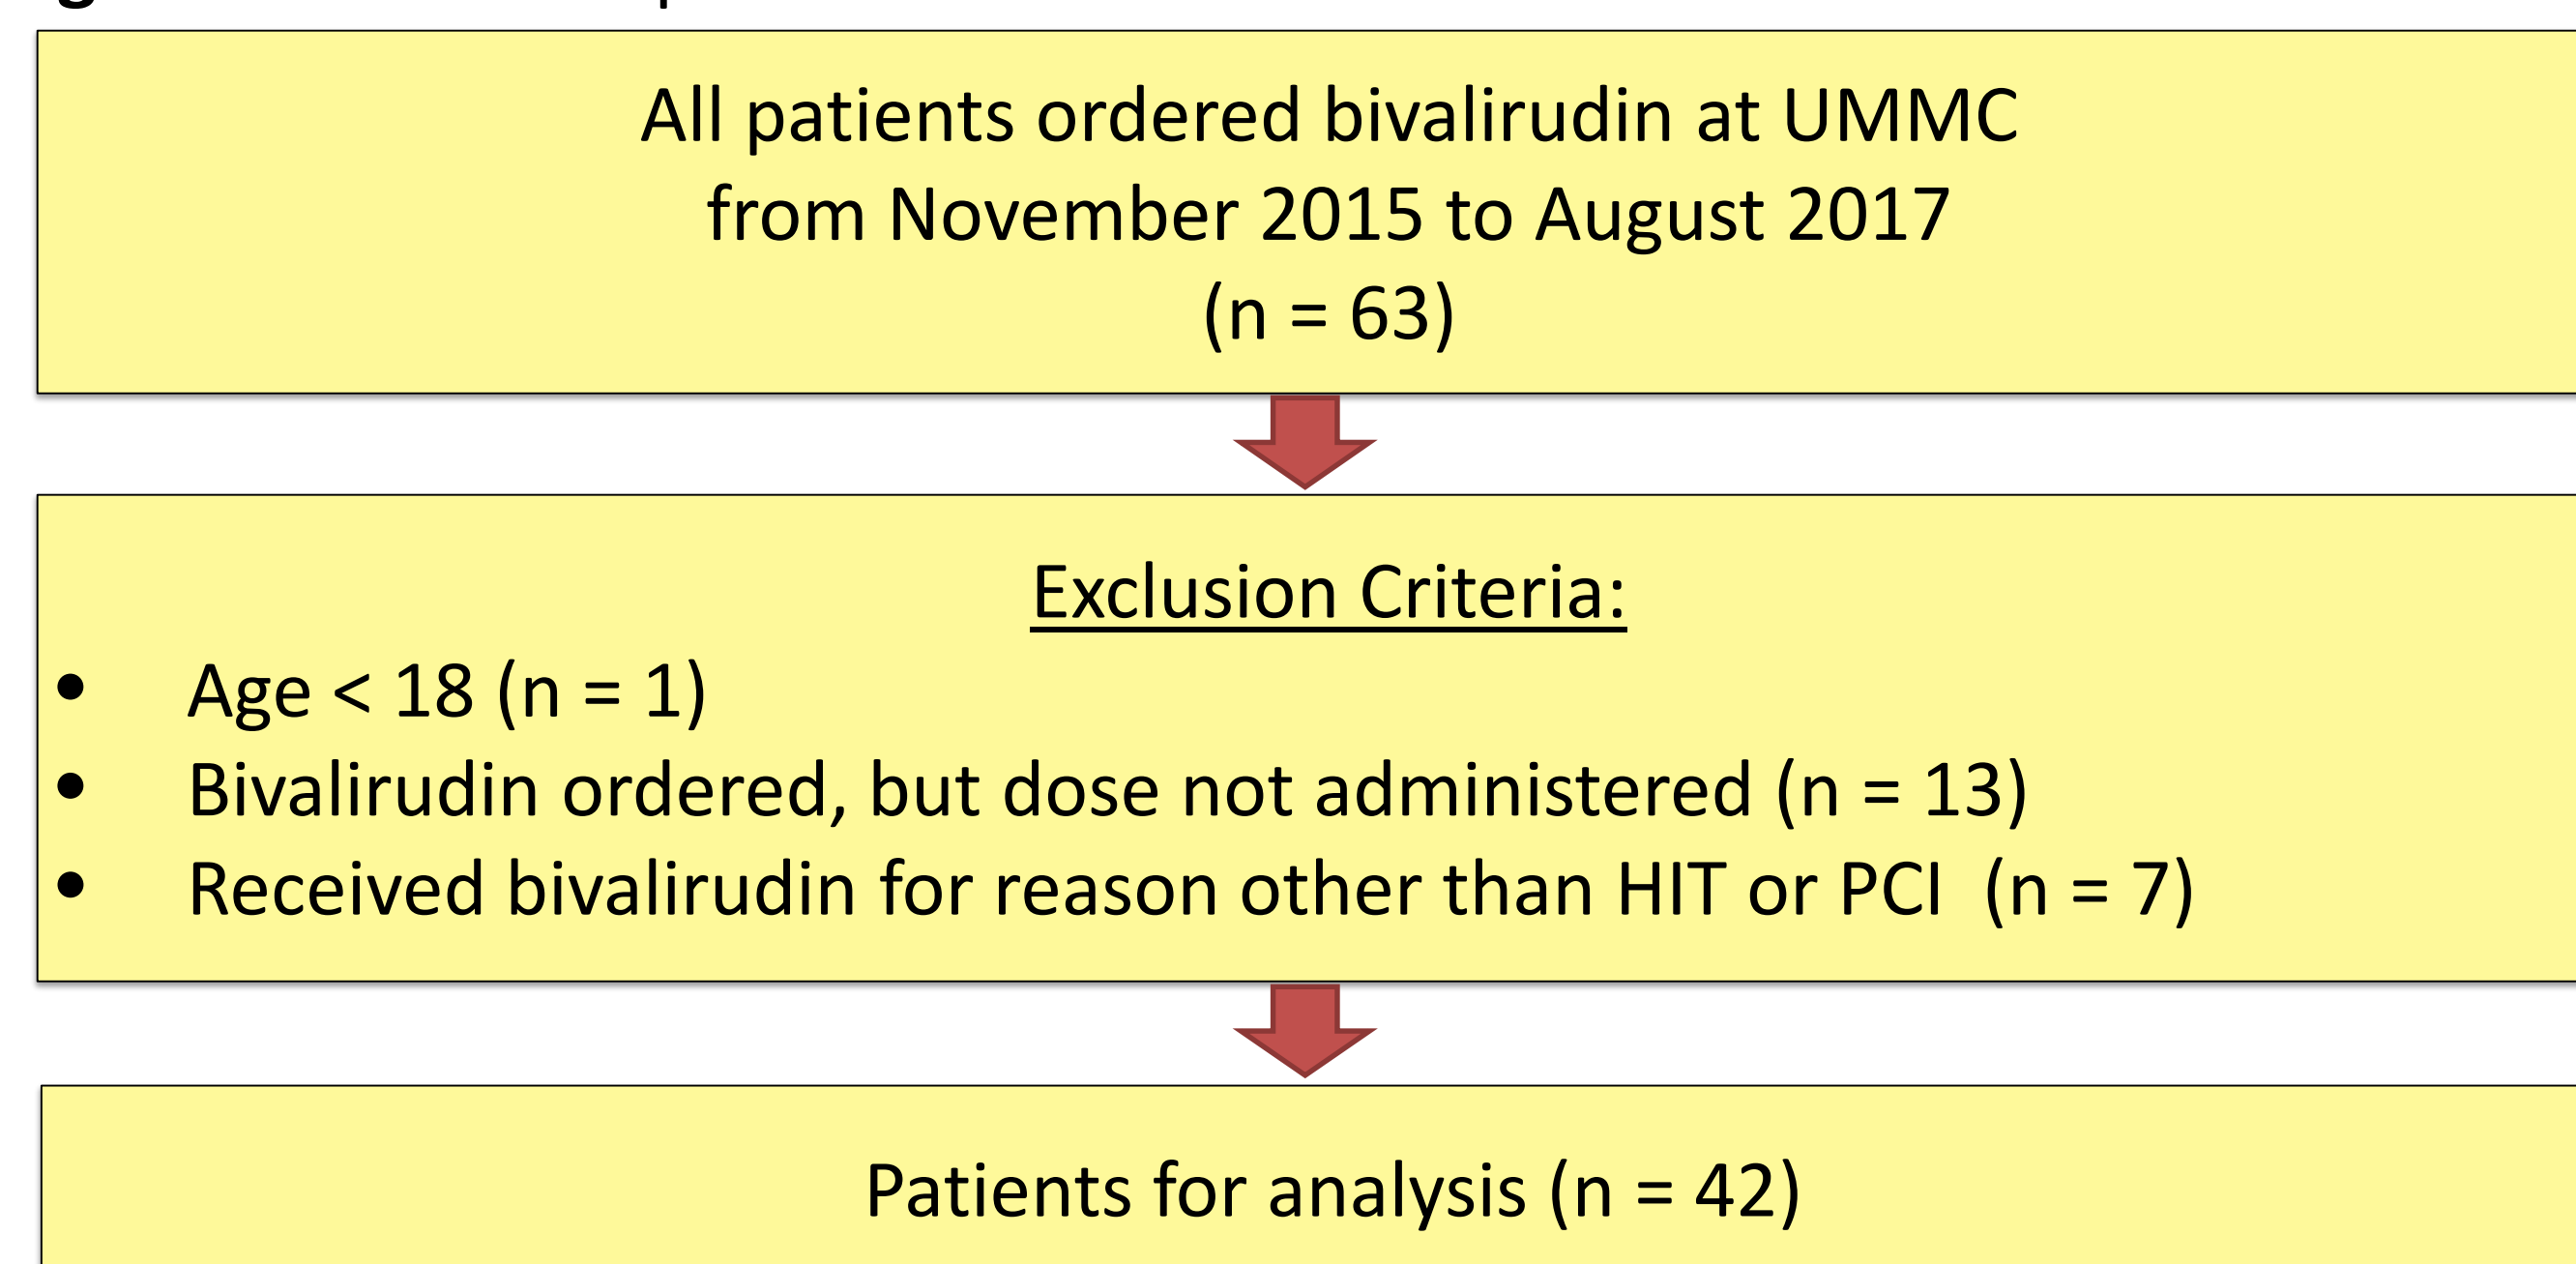 All patients ordered bivalirudin at UMMC
from November 2015 to August 2017
(n = 63)
Exclusion Criteria:
• Age < 18 (n = 1)
• Bivalirudin ordered, but dose not administered (n = 13)
• Received bivalirudin for reason other than HIT or PCI (n = 7)
Patients for analysis (n = 42)